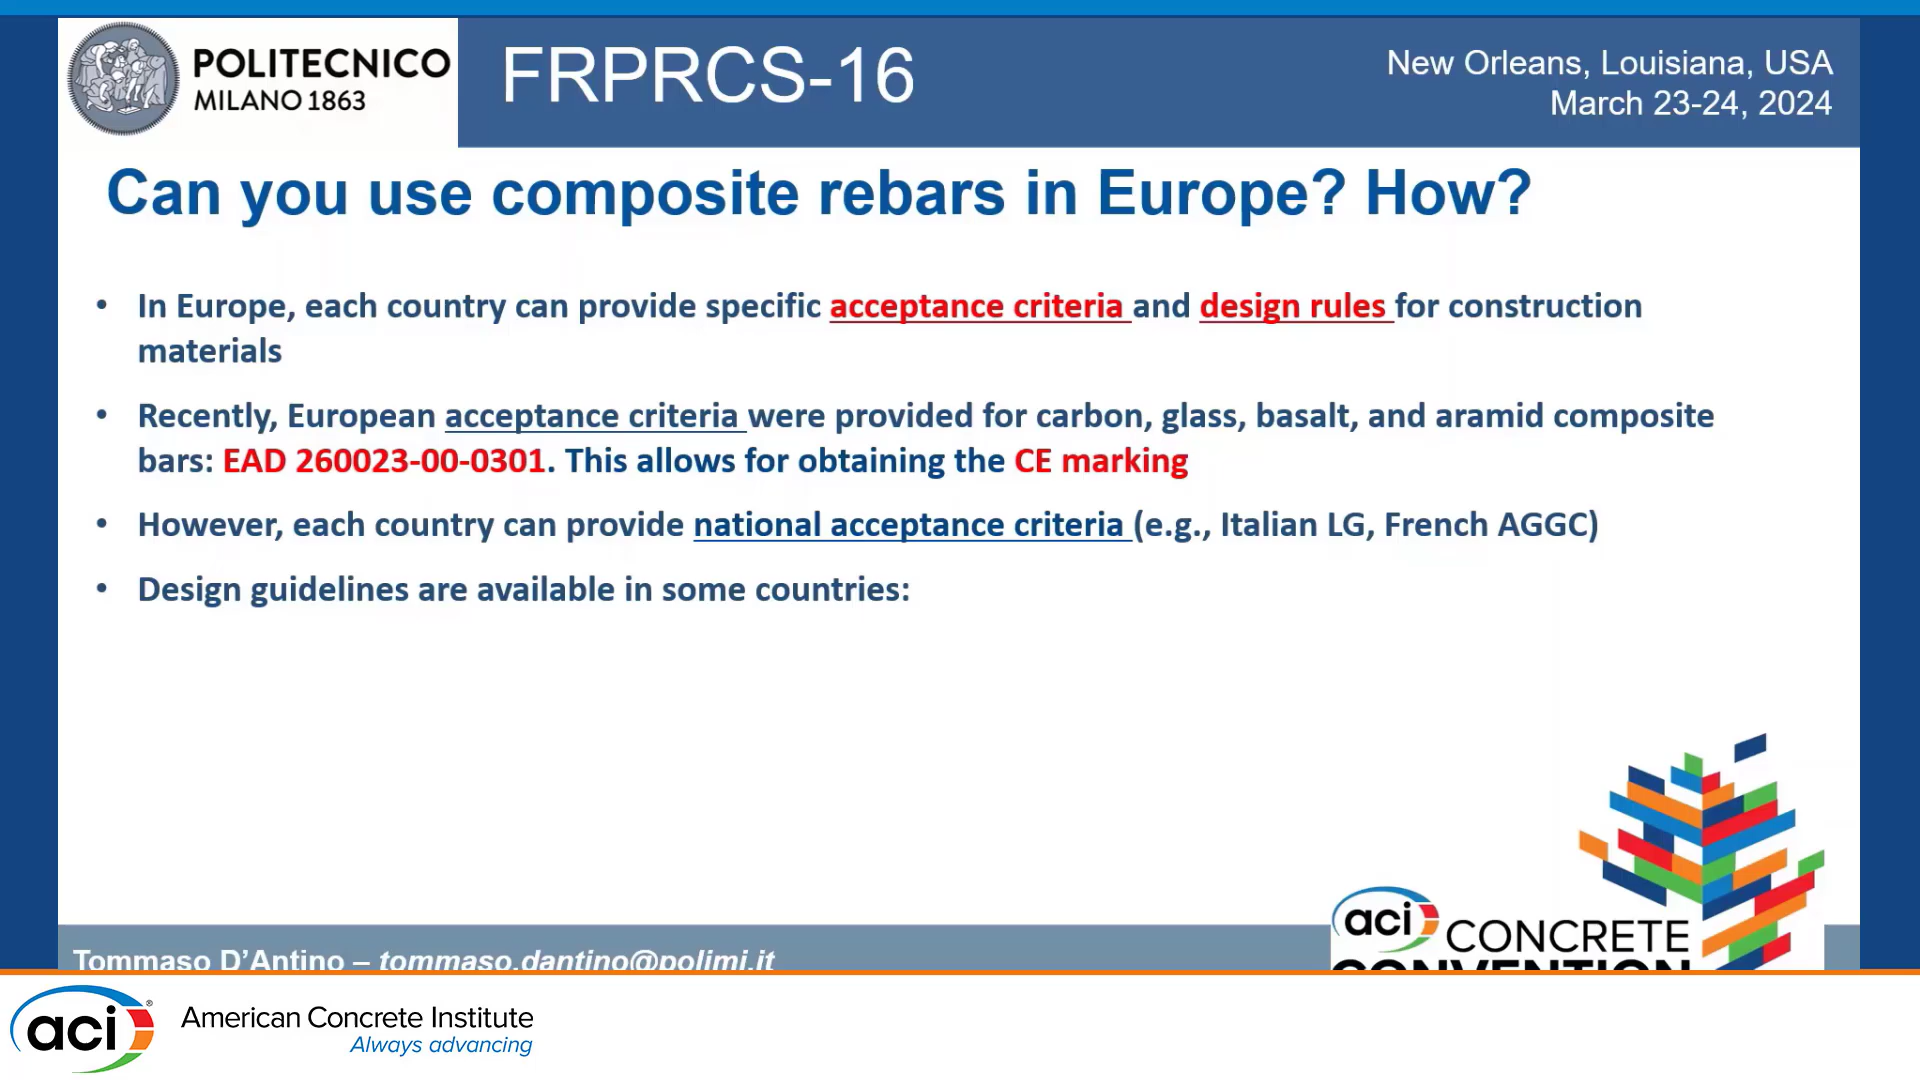 POLITECNICO
MILANO 1863
FRPRCS-16
New Orleans, Louisiana, USA
March 23-24, 2024
Can you use composite rebars in Europe? How?
• In Europe, each country can provide specific acceptance criteria and design rules for construction
materials
• Recently, European acceptance criteria were provided for carbon, glass, basalt, and aramid composite
bars: EAD 260023-00-0301. This allows for obtaining the CE marking
• However, each country can provide national acceptance criteria (e.g., Italian LG, French AGGC)
• Design guidelines are available in some countries:
Tommaso D'Antino – tommaso.dantino@polimi.it
aci CONCRETE
CONVENTION
aci® American Concrete Institute
Always advancing